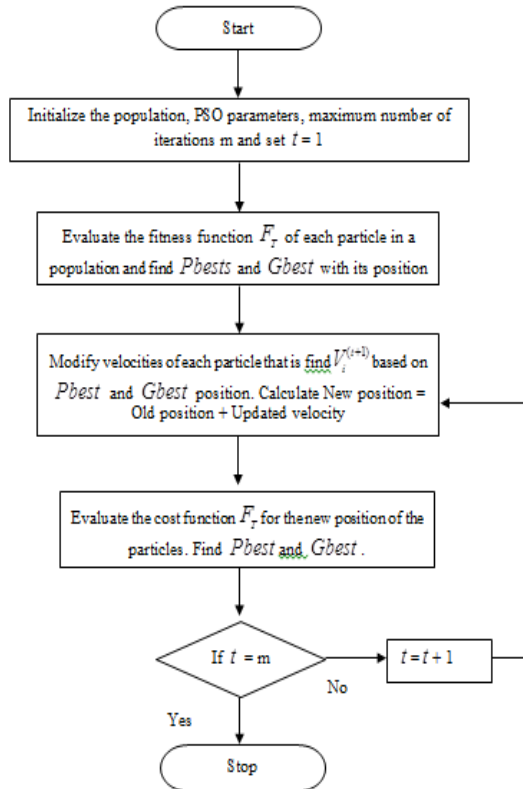 Start
Initialize the population, PSO parameters, maximum number of
iterations m and set t = 1
Evaluate the fitness function F_T of each particle in a
population and find Pbests and Gbest with its position
Modify velocities of each particle that is find V_i^(t+1) based on
Pbest and Gbest position. Calculate New position =
Old position + Updated velocity
Evaluate the cost function F_T for the new position of the
particles. Find Pbest and Gbest .
If t = m
t = t + 1
No
Yes
Stop